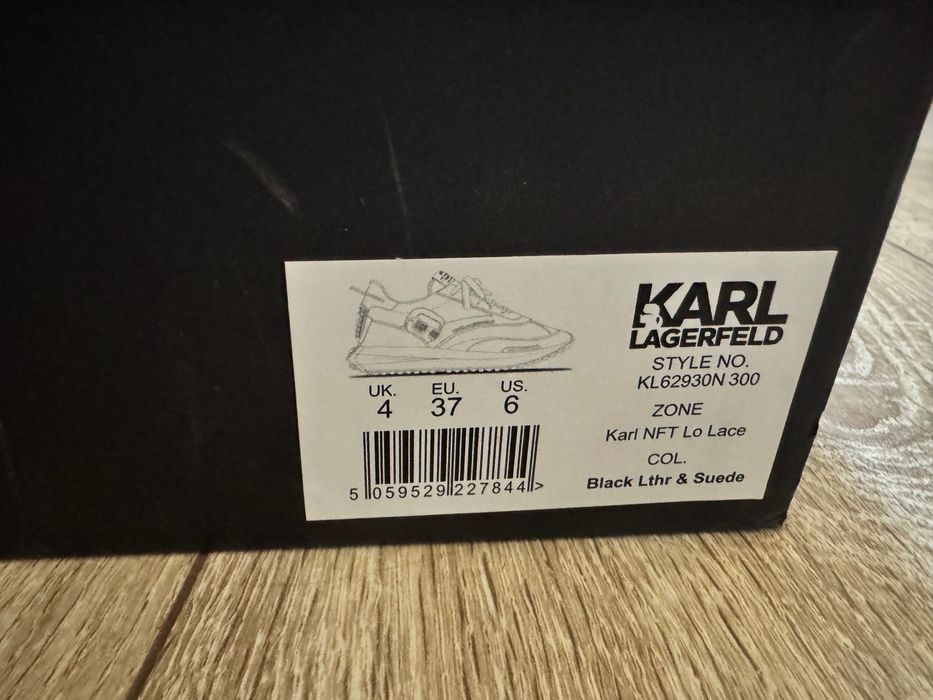 KARL
LAGERFELD
STYLE NO.
KL62930N 300
ZONE
Karl NFT Lo Lace
COL.
Black Lthr & Suede
UK. EU. US.
4 37 6
5 059529 227844 >